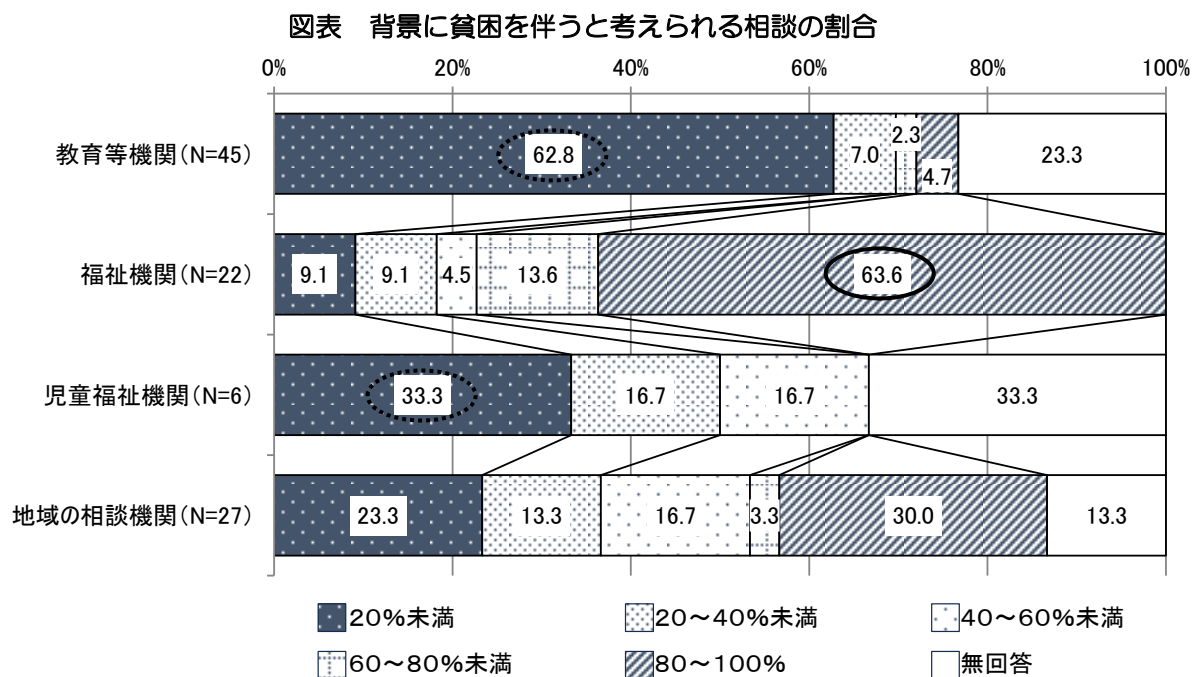 図表　背景に貧困を伴うと考えられる相談の割合
0% 20% 40% 60% 80% 100%
教育等機関(N=45) 62.8 7.0 2.3 4.7 23.3
福祉機関(N=22) 9.1 9.1 4.5 13.6 63.6
児童福祉機関(N=6) 33.3 16.7 16.7 33.3
地域の相談機関(N=27) 23.3 13.3 16.7 3.3 30.0 13.3
20%未満 20～40%未満 40～60%未満
60～80%未満 80～100% 無回答